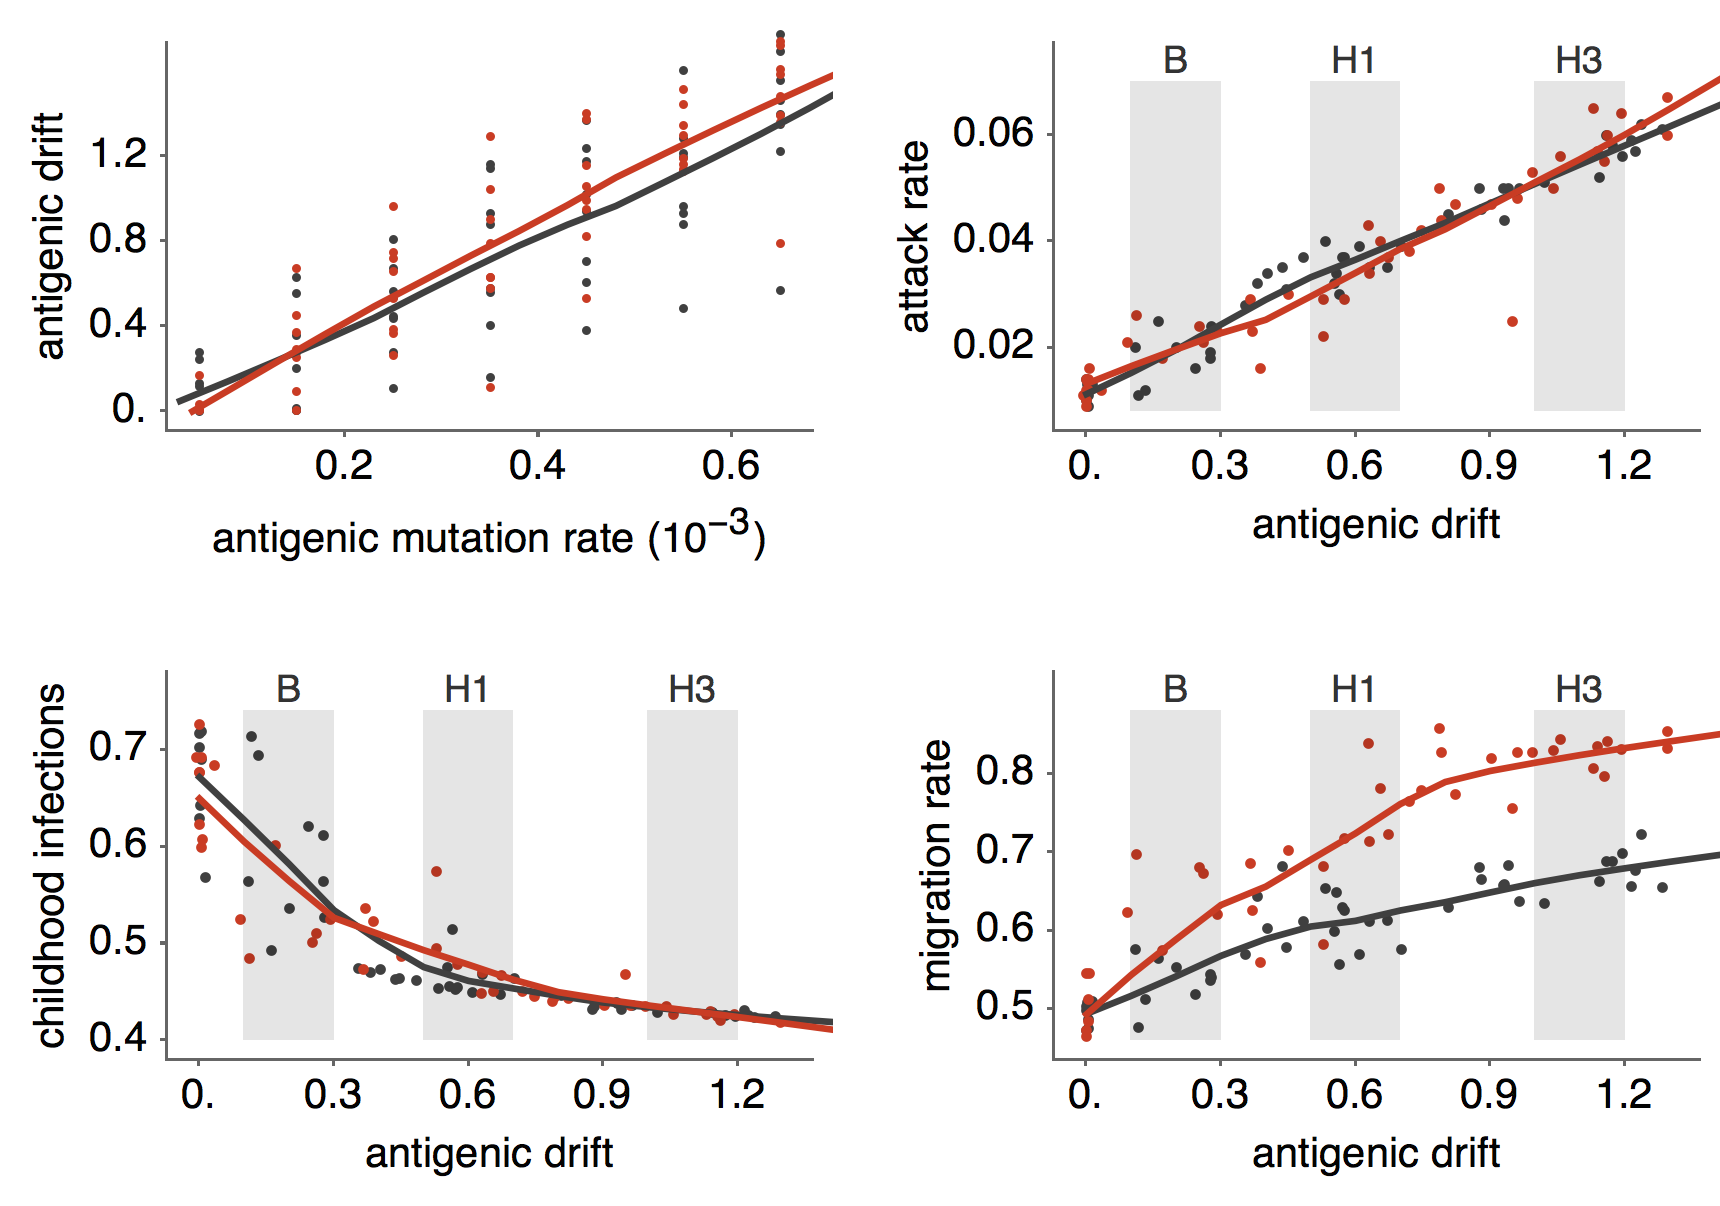 antigenic drift
1.2
0.8
0.4
0.
0.2 0.4 0.6
antigenic mutation rate (10⁻³)
B H1 H3
attack rate
0.06
0.04
0.02
0. 0.3 0.6 0.9 1.2
antigenic drift
B H1 H3
childhood infections
0.7
0.6
0.5
0.4
0. 0.3 0.6 0.9 1.2
antigenic drift
B H1 H3
migration rate
0.8
0.7
0.6
0.5
0. 0.3 0.6 0.9 1.2
antigenic drift